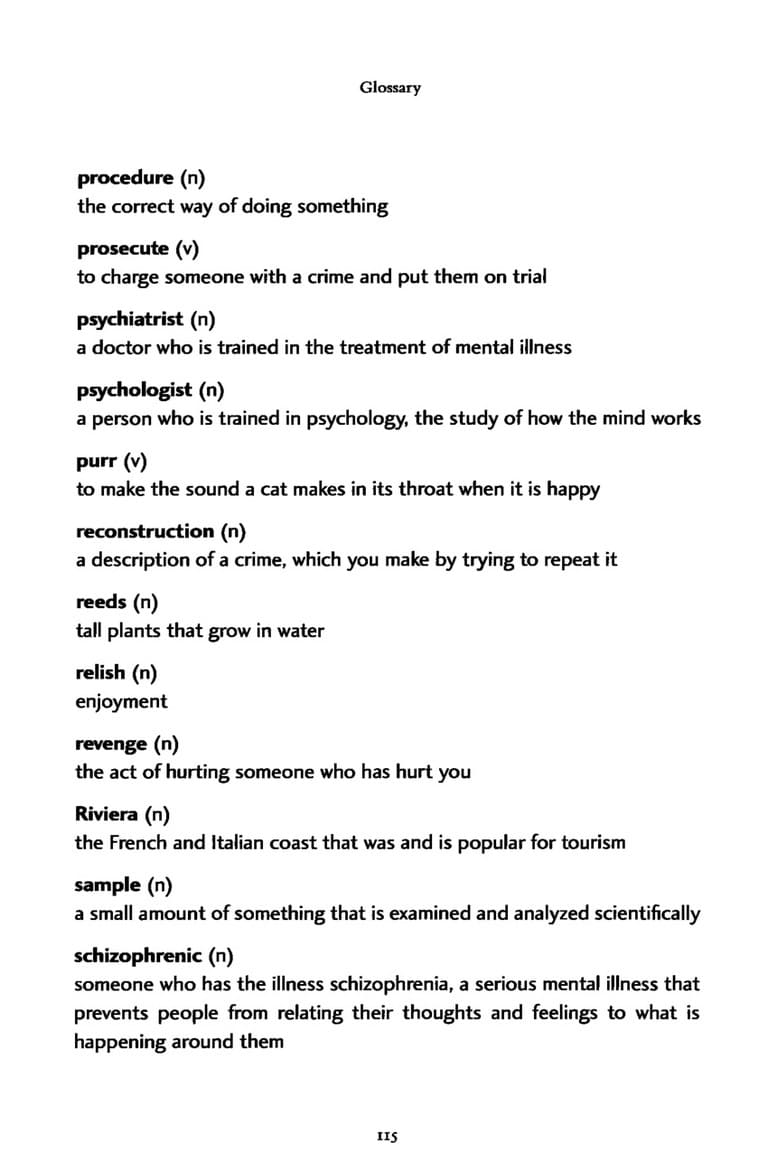 Glossary
procedure (n)
the correct way of doing something
prosecute (v)
to charge someone with a crime and put them on trial
psychiatrist (n)
a doctor who is trained in the treatment of mental illness
psychologist (n)
a person who is trained in psychology, the study of how the mind works
purr (v)
to make the sound a cat makes in its throat when it is happy
reconstruction (n)
a description of a crime, which you make by trying to repeat it
reeds (n)
tall plants that grow in water
relish (n)
enjoyment
revenge (n)
the act of hurting someone who has hurt you
Riviera (n)
the French and Italian coast that was and is popular for tourism
sample (n)
a small amount of something that is examined and analyzed scientifically
schizophrenic (n)
someone who has the illness schizophrenia, a serious mental illness that
prevents people from relating their thoughts and feelings to what is
happening around them
115